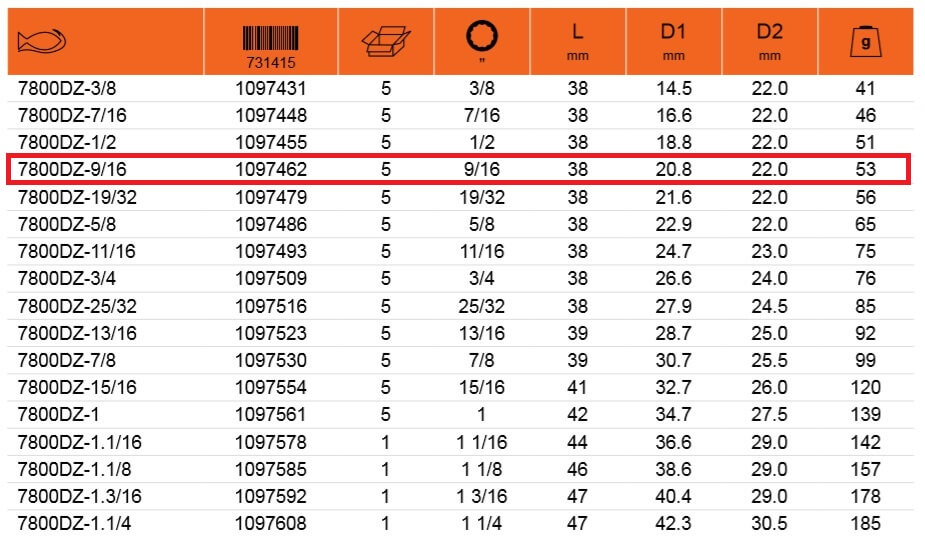 L D1 D2 g
731415 ” mm mm mm
7800DZ-3/8 1097431 5 3/8 38 14.5 22.0 41
7800DZ-7/16 1097448 5 7/16 38 16.6 22.0 46
7800DZ-1/2 1097455 5 1/2 38 18.8 22.0 51
7800DZ-9/16 1097462 5 9/16 38 20.8 22.0 53
7800DZ-19/32 1097479 5 19/32 38 21.6 22.0 56
7800DZ-5/8 1097486 5 5/8 38 22.9 22.0 65
7800DZ-11/16 1097493 5 11/16 38 24.7 23.0 75
7800DZ-3/4 1097509 5 3/4 38 26.6 24.0 76
7800DZ-25/32 1097516 5 25/32 38 27.9 24.5 85
7800DZ-13/16 1097523 5 13/16 39 28.7 25.0 92
7800DZ-7/8 1097530 5 7/8 39 30.7 25.5 99
7800DZ-15/16 1097554 5 15/16 41 32.7 26.0 120
7800DZ-1 1097561 5 1 42 34.7 27.5 139
7800DZ-1.1/16 1097578 1 1 1/16 44 36.6 29.0 142
7800DZ-1.1/8 1097585 1 1 1/8 46 38.6 29.0 157
7800DZ-1.3/16 1097592 1 1 3/16 47 40.4 29.0 178
7800DZ-1.1/4 1097608 1 1 1/4 47 42.3 30.5 185